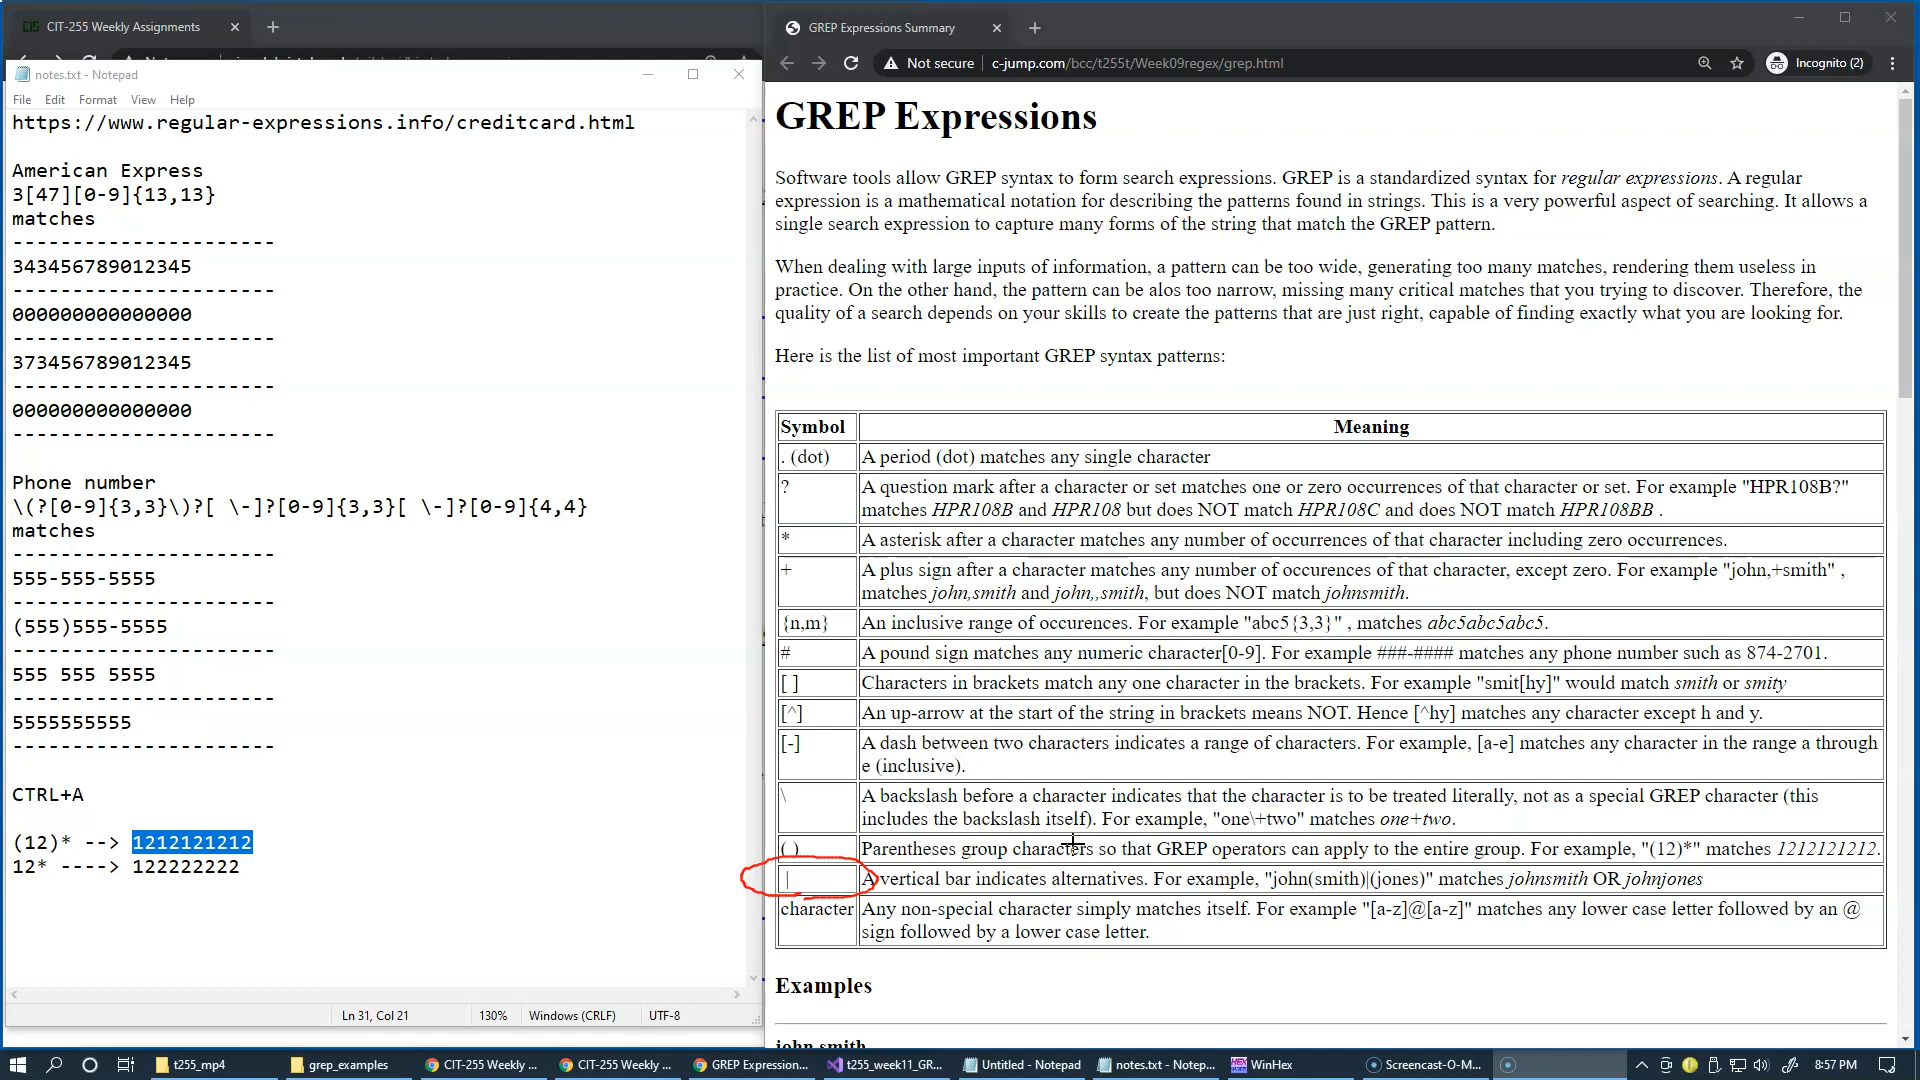 CIT-255 Weekly Assignments
GREP Expressions Summary
Not secure
c-jump.com/bcc/t255t/Week09regex/grep.html
Incognito (2)
notes.txt - Notepad
File Edit Format View Help
https://www.regular-expressions.info/creditcard.html
American Express
3[47][0-9]{13,13}
matches
----------------------
343456789012345
----------------------
000000000000000
----------------------
373456789012345
----------------------
000000000000000
----------------------
Phone number
\(?[0-9]{3,3}\)?[ \-]?[0-9]{3,3}[ \-]?[0-9]{4,4}
matches
----------------------
555-555-5555
----------------------
(555)555-5555
----------------------
555 555 5555
----------------------
5555555555
----------------------
CTRL+A
(12)* --> 1212121212
12* ----> 122222222
Ln 31, Col 21
130%
Windows (CRLF)
UTF-8
GREP Expressions
Software tools allow GREP syntax to form search expressions. GREP is a standardized syntax for regular expressions. A regular
expression is a mathematical notation for describing the patterns found in strings. This is a very powerful aspect of searching. It allows a
single search expression to capture many forms of the string that match the GREP pattern.
When dealing with large inputs of information, a pattern can be too wide, generating too many matches, rendering them useless in
practice. On the other hand, the pattern can be alos too narrow, missing many critical matches that you trying to discover. Therefore, the
quality of a search depends on your skills to create the patterns that are just right, capable of finding exactly what you are looking for.
Here is the list of most important GREP syntax patterns:
Symbol Meaning
. (dot) A period (dot) matches any single character
? A question mark after a character or set matches one or zero occurrences of that character or set. For example "HPR108B?"
matches HPR108B and HPR108 but does NOT match HPR108C and does NOT match HPR108BB .
* A asterisk after a character matches any number of occurrences of that character including zero occurrences.
+ A plus sign after a character matches any number of occurences of that character, except zero. For example "john,+smith" ,
matches john,smith and john,,smith, but does NOT match johnsmith.
{n,m} An inclusive range of occurences. For example "abc5{3,3}" , matches abc5abc5abc5.
# A pound sign matches any numeric character[0-9]. For example ###-#### matches any phone number such as 874-2701.
[ ] Characters in brackets match any one character in the brackets. For example "smit[hy]" would match smith or smity
[^] An up-arrow at the start of the string in brackets means NOT. Hence [^hy] matches any character except h and y.
[-] A dash between two characters indicates a range of characters. For example, [a-e] matches any character in the range a through
e (inclusive).
\ A backslash before a character indicates that the character is to be treated literally, not as a special GREP character (this
includes the backslash itself). For example, "one\+two" matches one+two.
( ) Parentheses group characters so that GREP operators can apply to the entire group. For example, "(12)*" matches 1212121212.
| A vertical bar indicates alternatives. For example, "john(smith)|(jones)" matches johnsmith OR johnjones
character Any non-special character simply matches itself. For example "[a-z]@[a-z]" matches any lower case letter followed by an @
sign followed by a lower case letter.
Examples
john smith
t255_mp4
grep_examples
CIT-255 Weekly ...
CIT-255 Weekly ...
GREP Expression...
t255_week11_GR...
Untitled - Notepad
notes.txt - Notep...
WinHex
Screencast-O-M...
8:57 PM